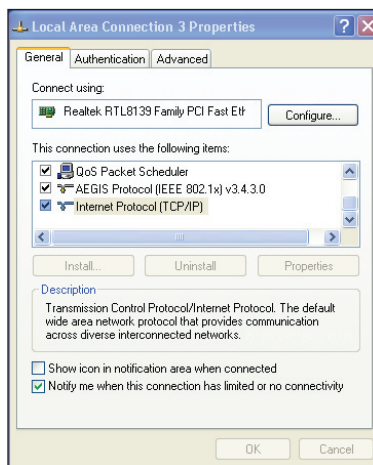 Local Area Connection 3 Properties
General Authentication Advanced
Connect using:
Realtek RTL8139 Family PCI Fast Eth
Configure...
This connection uses the following items:
QoS Packet Scheduler
AEGIS Protocol (IEEE 802.1x) v3.4.3.0
Internet Protocol (TCP/IP)
Install... Uninstall Properties
Description
Transmission Control Protocol/Internet Protocol. The default
wide area network protocol that provides communication
across diverse interconnected networks.
Show icon in notification area when connected
Notify me when this connection has limited or no connectivity
OK Cancel